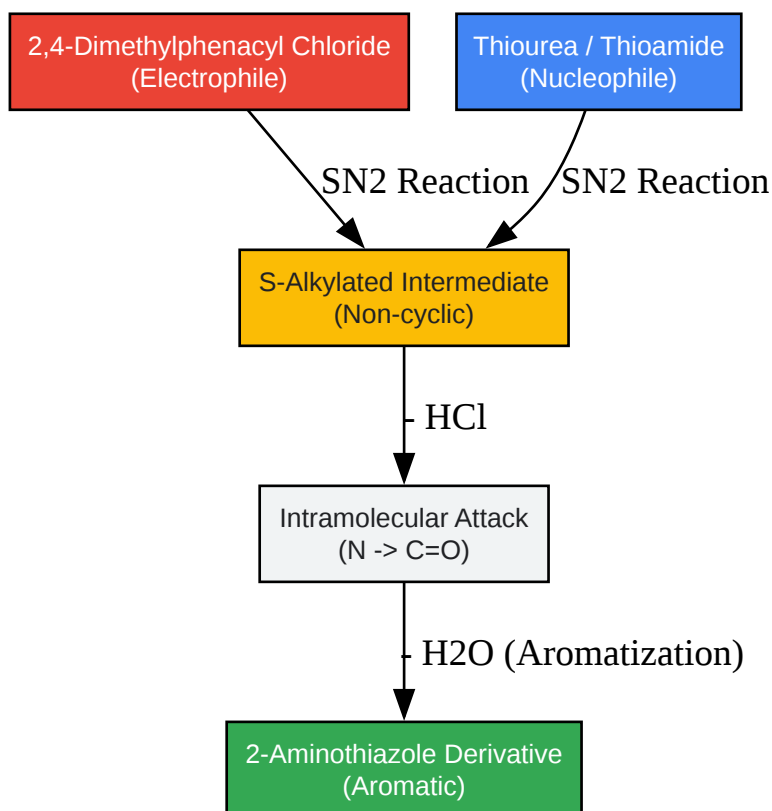 2,4-Dimethylphenacyl Chloride
(Electrophile)
Thiourea / Thioamide
(Nucleophile)
SN2 Reaction
SN2 Reaction
S-Alkylated Intermediate
(Non-cyclic)
- HCl
Intramolecular Attack
(N -> C=O)
- H2O (Aromatization)
2-Aminothiazole Derivative
(Aromatic)